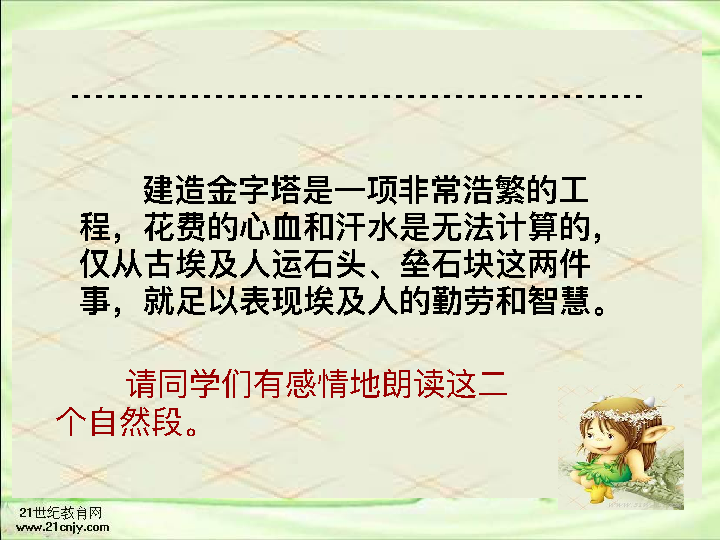 建造金字塔是一项非常浩繁的工
程，花费的心血和汗水是无法计算的，
仅从古埃及人运石头、垒石块这两件
事，就足以表现埃及人的勤劳和智慧。
请同学们有感情地朗读这二
个自然段。
21世纪教育网
www.21cnjy.com